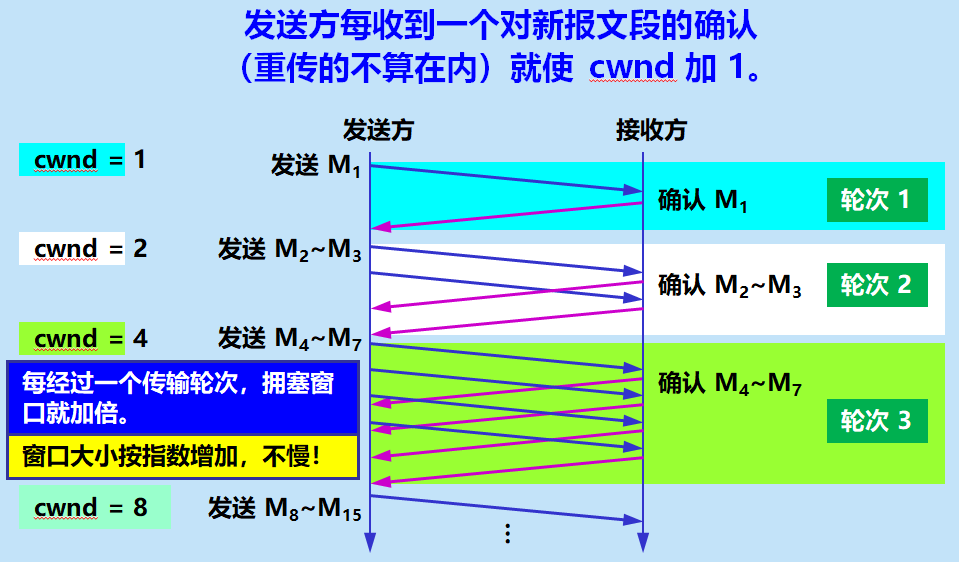 发送方每收到一个对新报文段的确认
（重传的不算在内）就使 cwnd 加 1。
发送方
接收方
cwnd = 1
发送 M1
确认 M1
轮次 1
cwnd = 2
发送 M2~M3
确认 M2~M3
轮次 2
cwnd = 4
发送 M4~M7
确认 M4~M7
轮次 3
每经过一个传输轮次，拥塞窗
口就加倍。
窗口大小按指数增加，不慢！
cwnd = 8
发送 M8~M15
⋮